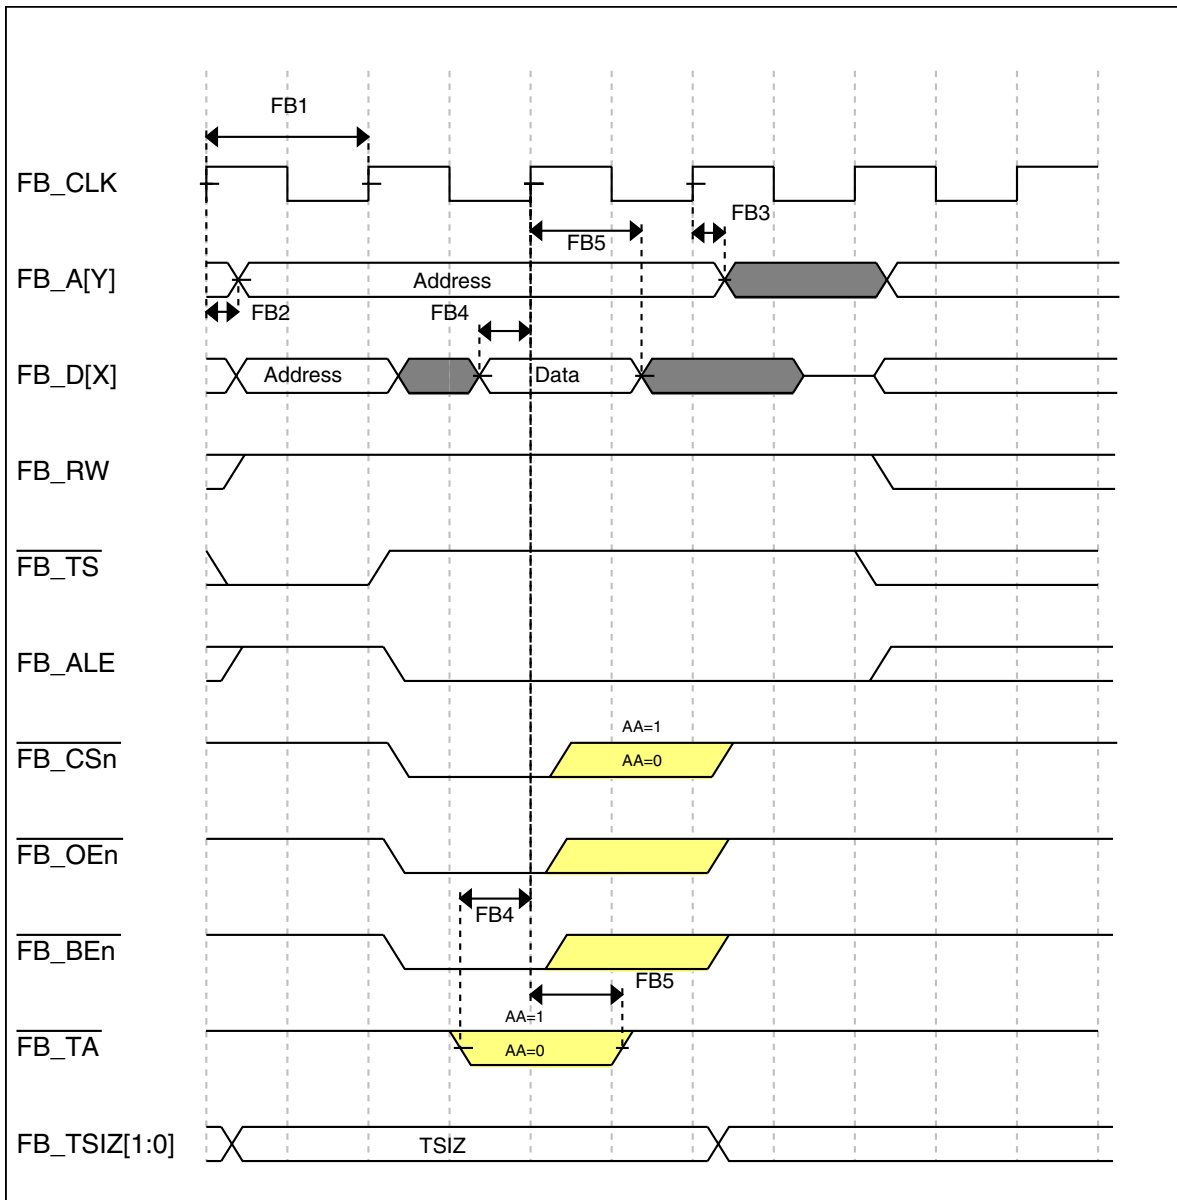 FB1
FB_CLK
FB3
FB5
FB_A[Y]
Address
FB2
FB4
FB_D[X]
Address
Data
FB_RW
FB_TS
FB_ALE
AA=1
FB_CSn
AA=0
FB_OEn
FB4
FB_BEn
FB5
AA=1
FB_TA
AA=0
FB_TSIZ[1:0]
TSIZ